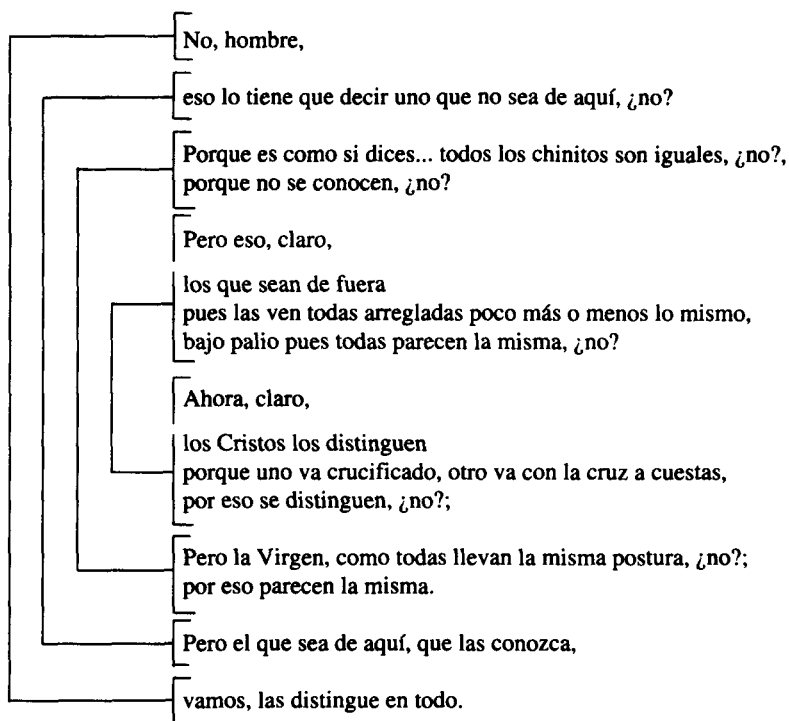 No, hombre,
eso lo tiene que decir uno que no sea de aquí, ¿no?
Porque es como si dices... todos los chinitos son iguales, ¿no?,
porque no se conocen, ¿no?
Pero eso, claro,
los que sean de fuera
pues las ven todas arregladas poco más o menos lo mismo,
bajo palio pues todas parecen la misma, ¿no?
Ahora, claro,
los Cristos los distinguen
porque uno va crucificado, otro va con la cruz a cuestas,
por eso se distinguen, ¿no?;
Pero la Virgen, como todas llevan la misma postura, ¿no?;
por eso parecen la misma.
Pero el que sea de aquí, que las conozca,
vamos, las distingue en todo.